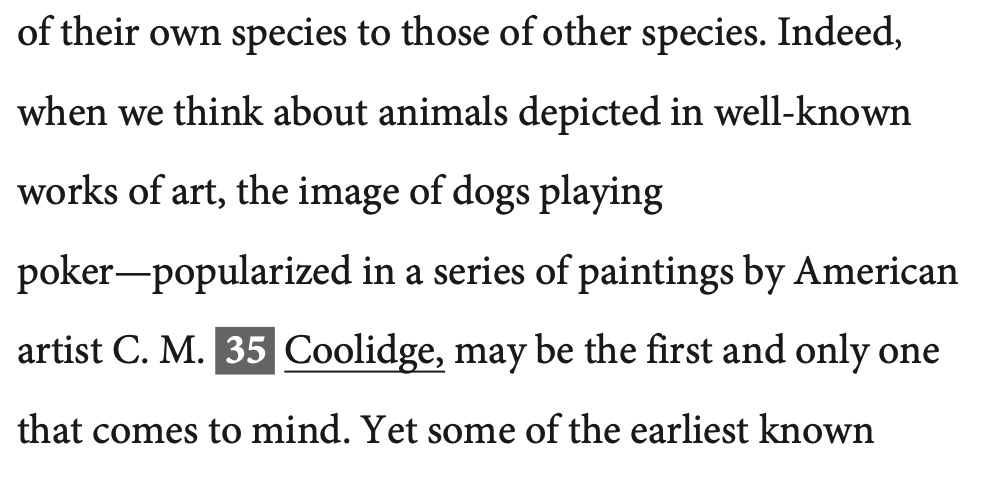 of their own species to those of other species. Indeed,
when we think about animals depicted in well-known
works of art, the image of dogs playing
poker—popularized in a series of paintings by American
artist C. M. 35 Coolidge, may be the first and only one
that comes to mind. Yet some of the earliest known